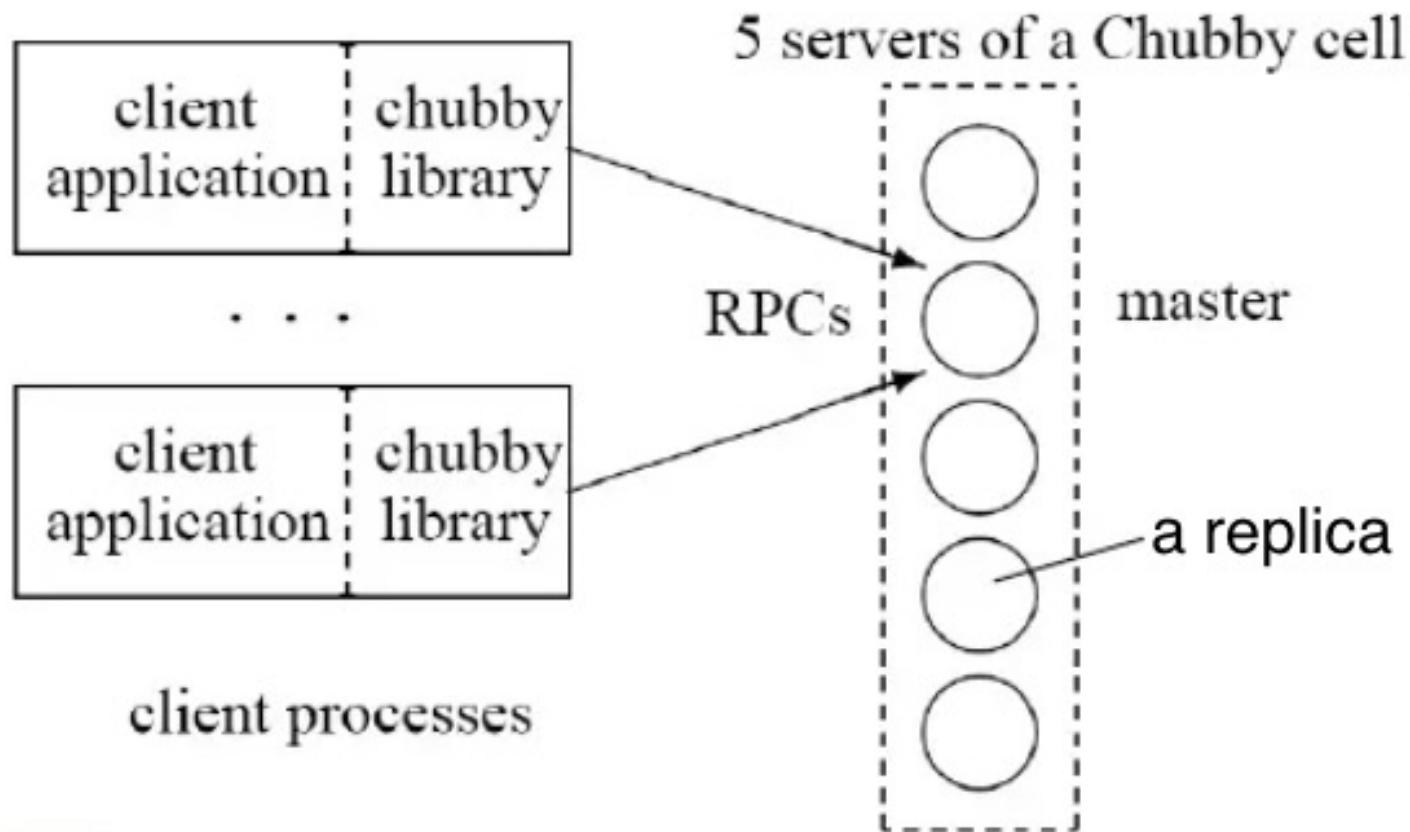 5 servers of a Chubby cell
client
application
chubby
library
RPCs
master
. . .
client
application
chubby
library
a replica
client processes